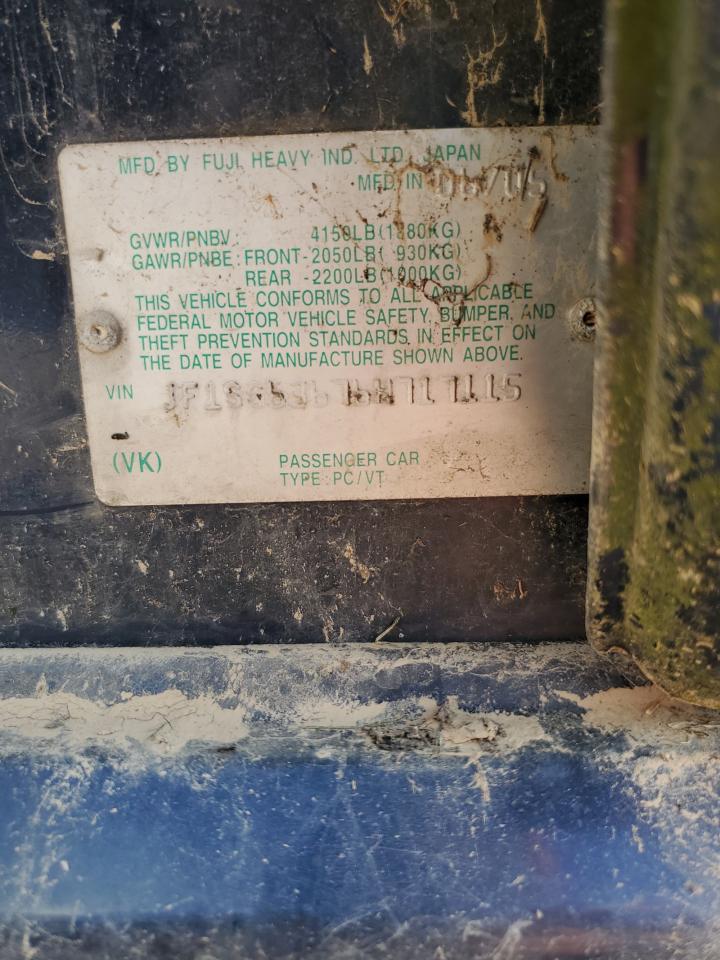 MFD. BY FUJI HEAVY IND. LTD. JAPAN
MFD. IN 06/05
GVWR/PNBV 4150LB(1880KG)
GAWR/PNBE: FRONT-2050LB( 930KG)
REAR -2200LB(1000KG)
THIS VEHICLE CONFORMS TO ALL APPLICABLE
FEDERAL MOTOR VEHICLE SAFETY, BUMPER, AND
THEFT PREVENTION STANDARDS IN EFFECT ON
THE DATE OF MANUFACTURE SHOWN ABOVE.
VIN
(VK)
PASSENGER CAR
TYPE PC/VT